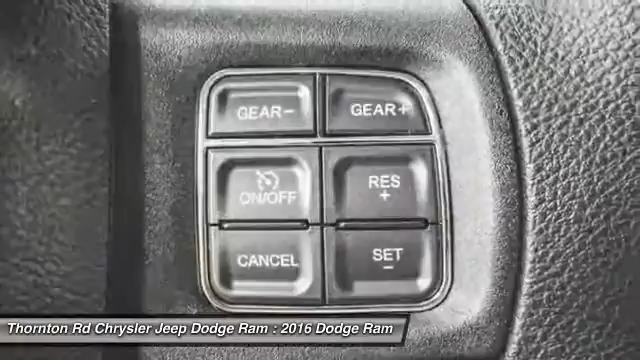 GEAR− GEAR+
ON/OFF RES
+
CANCEL SET
−
Thornton Rd Chrysler Jeep Dodge Ram : 2016 Dodge Ram